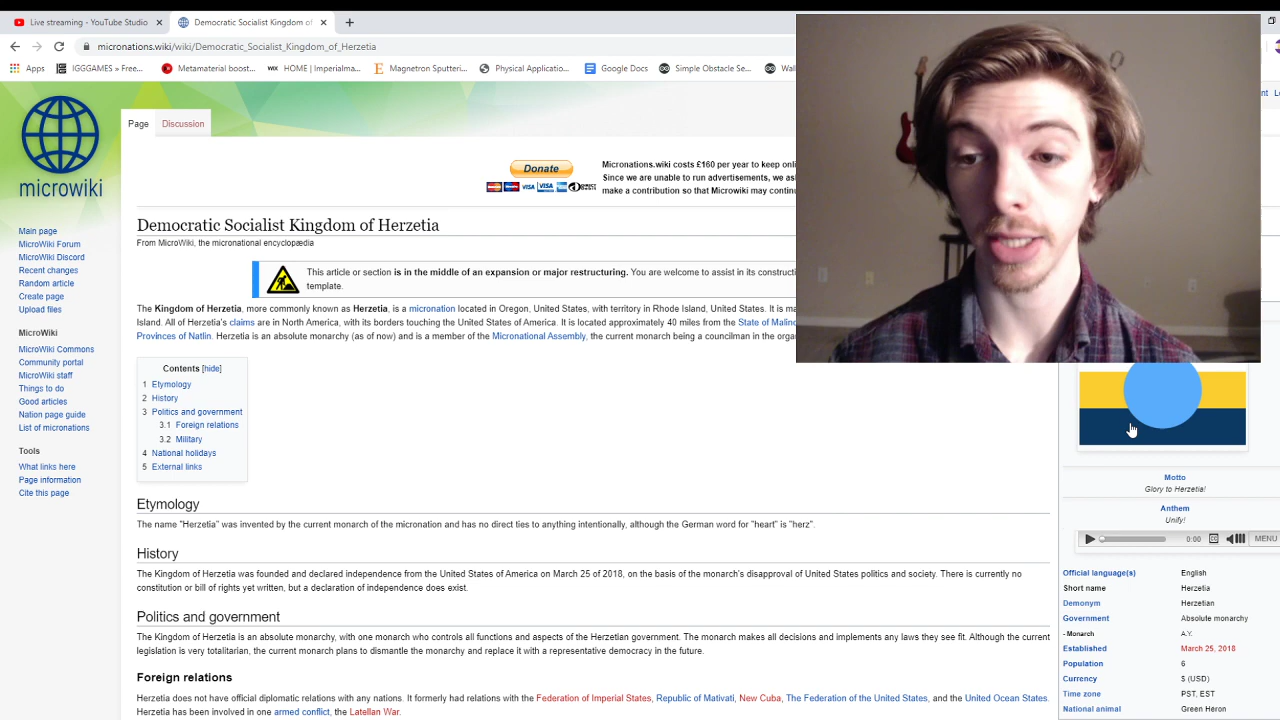 Live streaming - YouTube Studio
Democratic Socialist Kingdom of
micronations.wiki/wiki/Democratic_Socialist_Kingdom_of_Herzetia
Apps IGGGAMES » Free... Metamaterial boost... WIX HOME | Imperialma... Magnetron Sputteri... Physical Applicatio... Google Docs Simple Obstacle Se...
microwiki
Main page
MicroWiki Forum
MicroWiki Discord
Recent changes
Random article
Create page
Upload files
MicroWiki
MicroWiki Commons
Community portal
MicroWiki staff
Things to do
Good articles
Nation page guide
List of micronations
Tools
What links here
Page information
Cite this page
Page Discussion
Donate
VISA VISA
Micronations.wiki costs £160 per year to keep
Since we are unable to run advertisements, we
make a contribution so that Microwiki may
Democratic Socialist Kingdom of Herzetia
From MicroWiki, the micronational encyclopædia
This article or section is in the middle of an expansion or major restructuring. You are welcome to assist in its
template.
The Kingdom of Herzetia, more commonly known as Herzetia, is a micronation located in Oregon, United States, with territory in Rhode Island, United States. It is
Island. All of Herzetia's claims are in North America, with its borders touching the United States of America. It is located approximately 40 miles from the State of
Provinces of Natlin. Herzetia is an absolute monarchy (as of now) and is a member of the Micronational Assembly, the current monarch being a councilman in the
Contents [hide]
1 Etymology
2 History
3 Politics and government
3.1 Foreign relations
3.2 Military
4 National holidays
5 External links
Etymology
The name "Herzetia" was invented by the current monarch of the micronation and has no direct ties to anything intentionally, although the German word for "heart" is "herz".
History
The Kingdom of Herzetia was founded and declared independence from the United States of America on March 25 of 2018, on the basis of the monarch's disapproval of United States politics and society. There is currently no
constitution or bill of rights yet written, but a declaration of independence does exist.
Politics and government
The Kingdom of Herzetia is an absolute monarchy, with one monarch who controls all functions and aspects of the Herzetian government. The monarch makes all decisions and implements any laws they see fit. Although the current
legislation is very totalitarian, the current monarch plans to dismantle the monarchy and replace it with a representative democracy in the future.
Foreign relations
Herzetia does not have official diplomatic relations with any nations. It formerly had relations with the Federation of Imperial States, Republic of Mativati, New Cuba, The Federation of the United States, and the United Ocean States.
Herzetia has been involved in one armed conflict, the Latellan War.
Motto
Glory to Herzetia!
Anthem
Unify!
0:00 MENU
Official language(s) English
Short name Herzetia
Demonym Herzetian
Government Absolute monarchy
- Monarch A.Y.
Established March 25, 2018
Population 6
Currency $ (USD)
Time zone PST, EST
National animal Green Heron